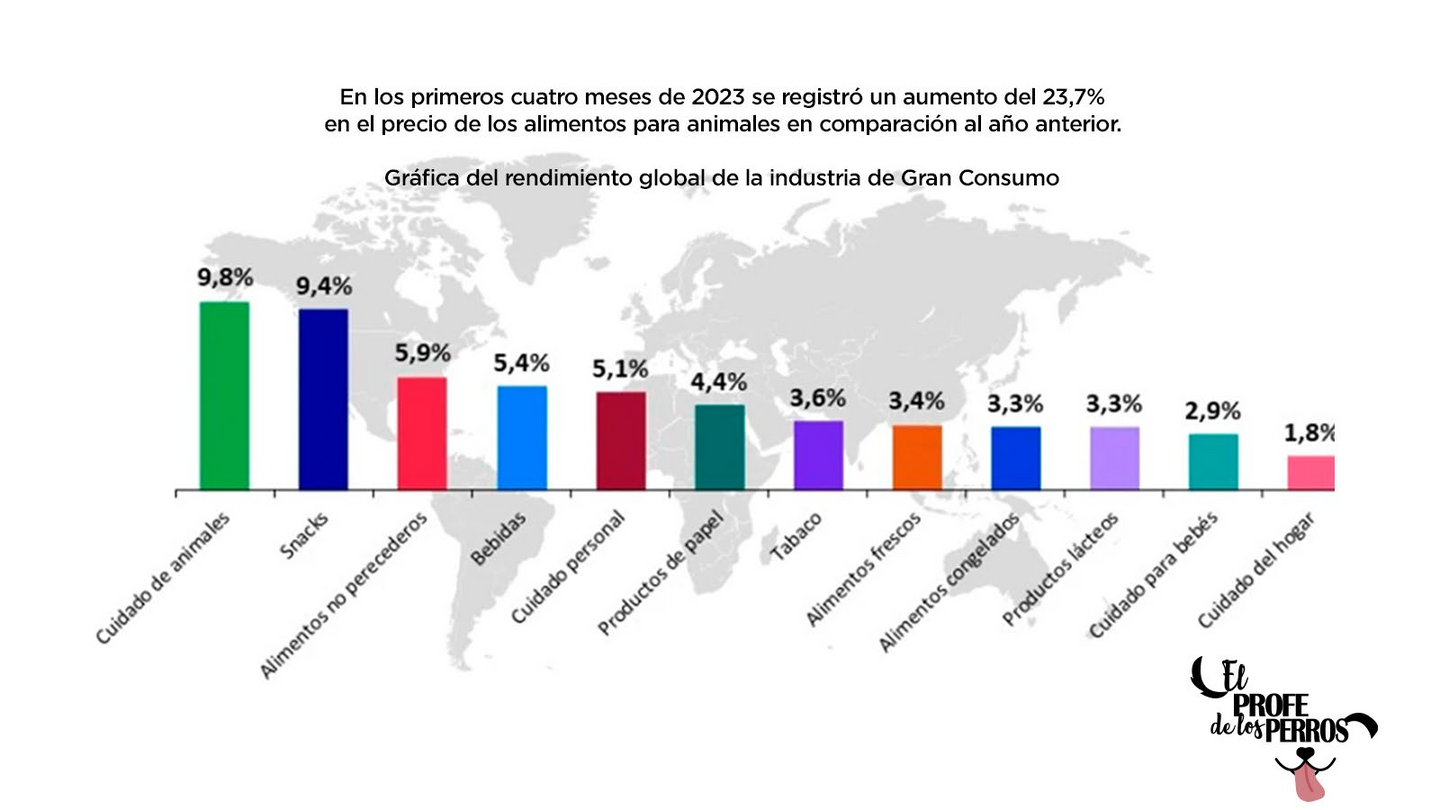 En los primeros cuatro meses de 2023 se registró un aumento del 23,7%
en el precio de los alimentos para animales en comparación al año anterior.
Gráfica del rendimiento global de la industria de Gran Consumo
9,8%
9,4%
5,9%
5,4%
5,1%
4,4%
3,6%
3,4%
3,3%
3,3%
2,9%
1,8%
Cuidado de animales
Snacks
Alimentos no perecederos
Bebidas
Cuidado personal
Productos de papel
Tabaco
Alimentos frescos
Alimentos congelados
Productos lácteos
Cuidado para bebés
Cuidado del hogar
El
PROFE
de los PERROS